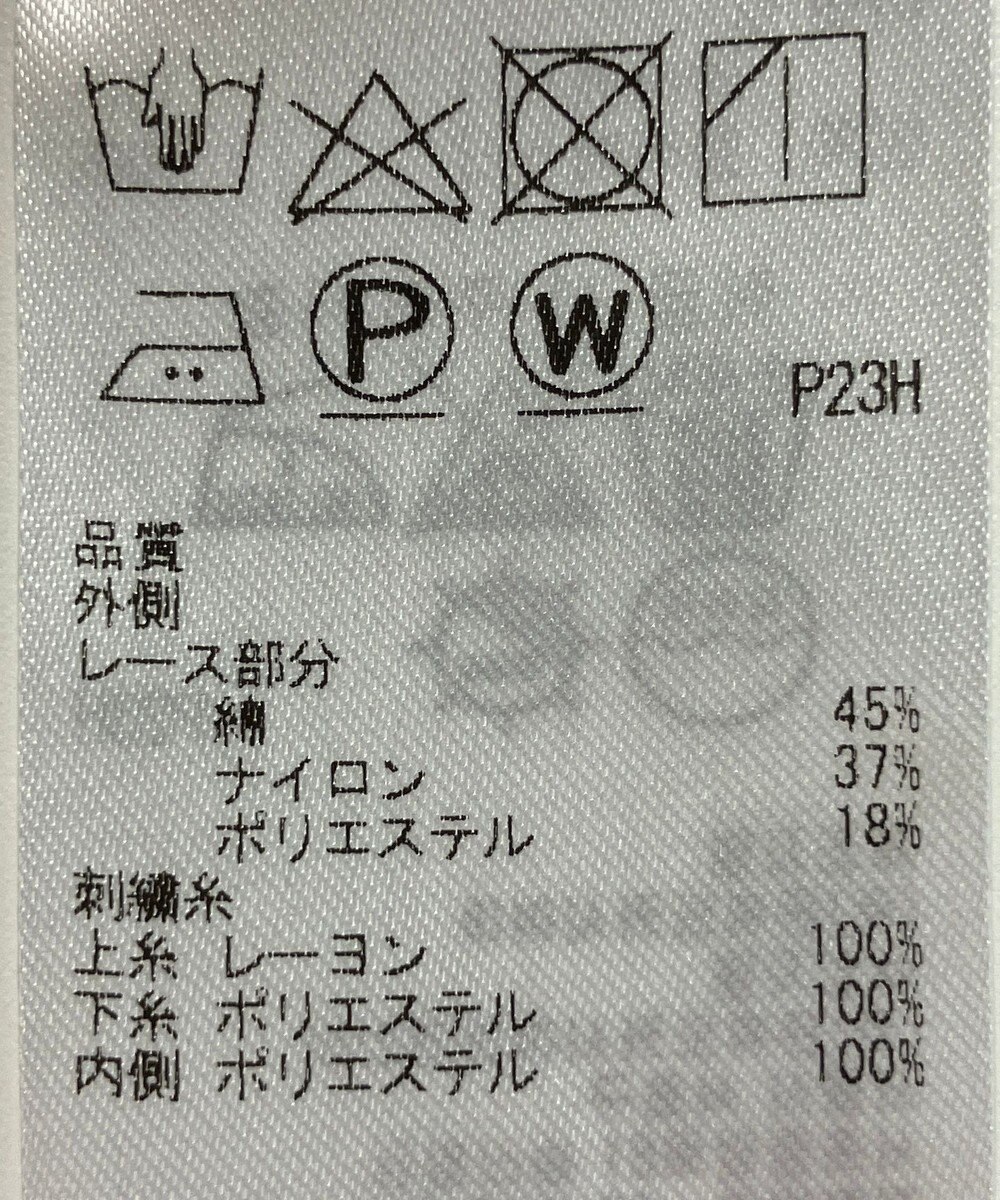 P W
P23H
品質
外側
レース部分
綿 45%
ナイロン 37%
ポリエステル 18%
刺繍糸
上糸 レーヨン 100%
下糸 ポリエステル 100%
内側 ポリエステル 100%